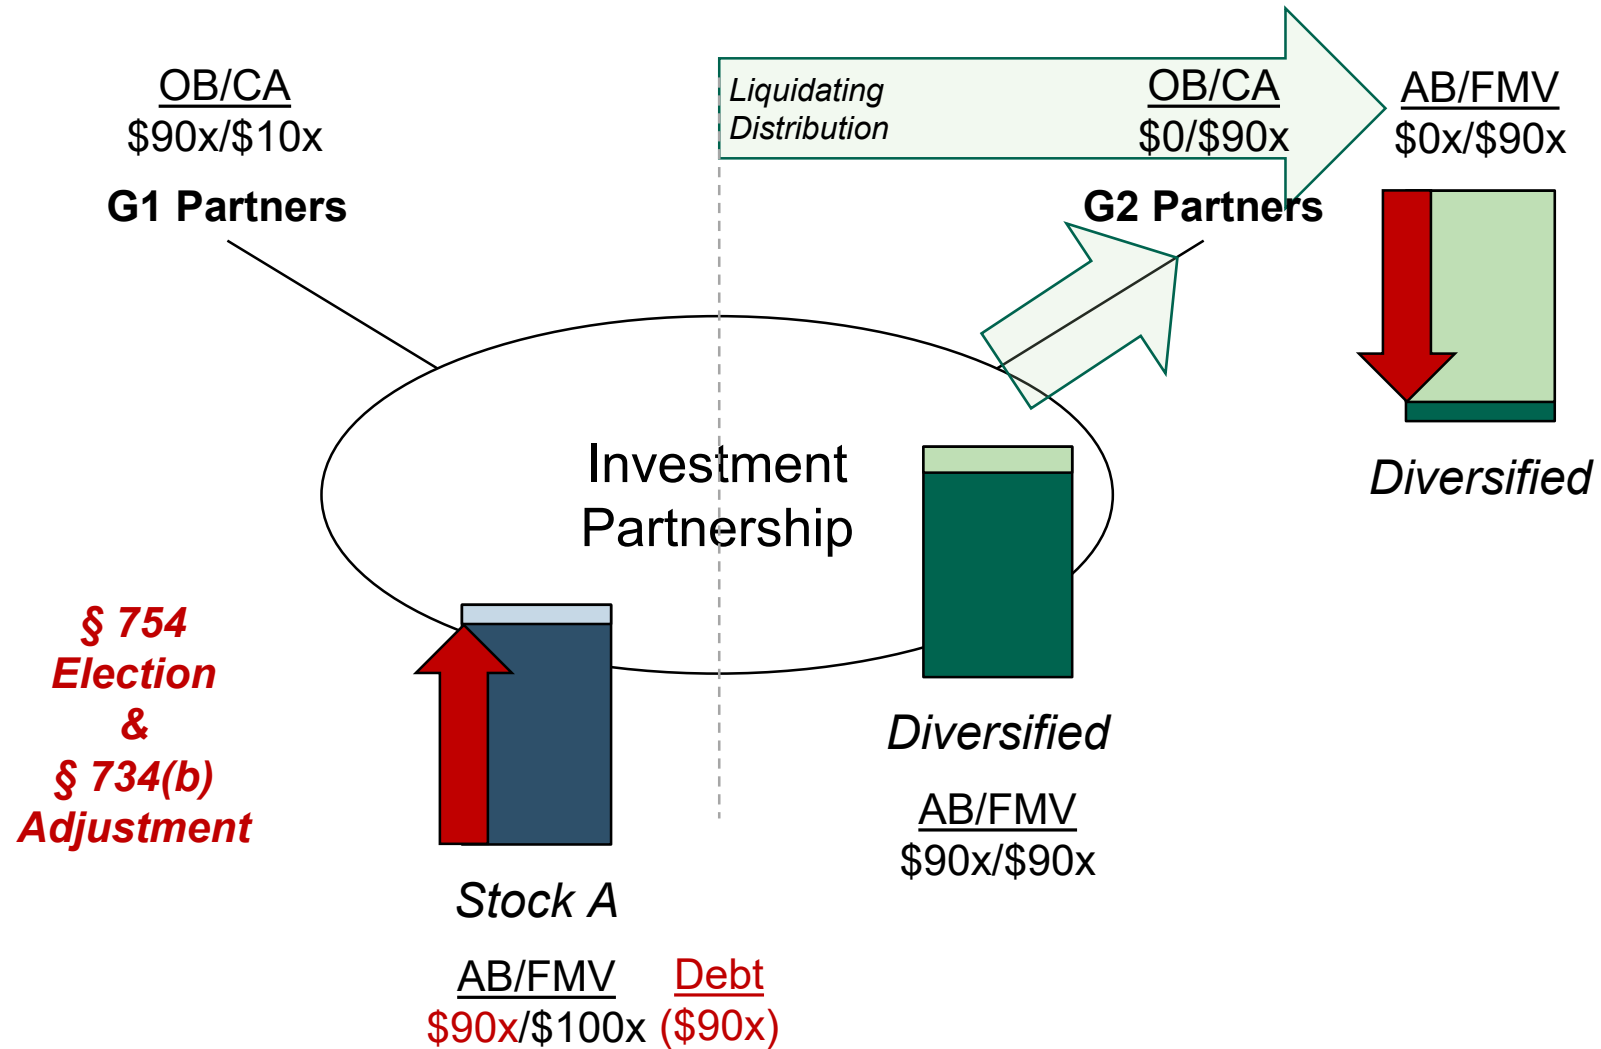 OB/CA
$90x/$10x
G1 Partners
Liquidating
Distribution
OB/CA
$0/$90x
G2 Partners
AB/FMV
$0x/$90x
Diversified
Investment
Partnership
§ 754
Election
&
§ 734(b)
Adjustment
Diversified
AB/FMV
$90x/$90x
Stock A
AB/FMV Debt
$90x/$100x ($90x)